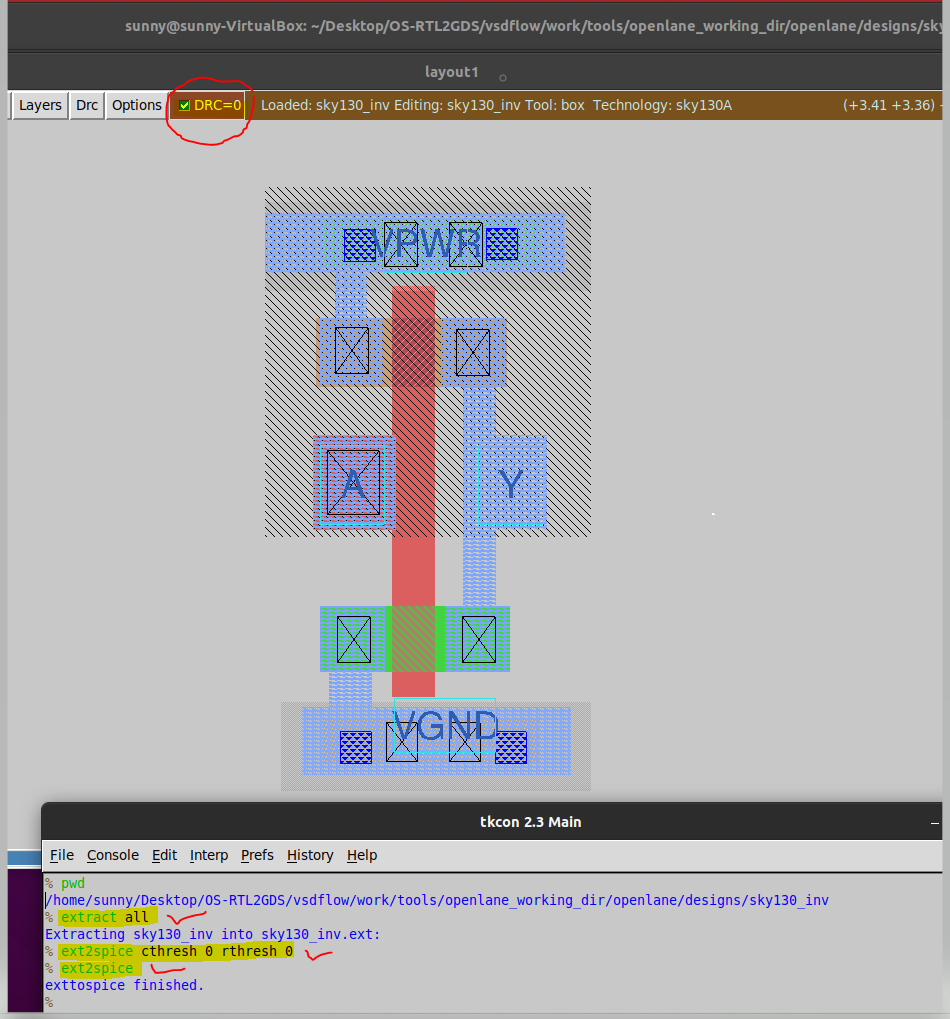 sunny@sunny-VirtualBox: ~/Desktop/OS-RTL2GDS/vsdflow/work/tools/openlane_working_dir/openlane/designs/sky
layout1
Layers Drc Options DRC=0 Loaded: sky130_inv Editing: sky130_inv Tool: box Technology: sky130A (+3.41 +3.36)
VPWR
A
Y
VGND
tkcon 2.3 Main
File Console Edit Interp Prefs History Help
% pwd
/home/sunny/Desktop/OS-RTL2GDS/vsdflow/work/tools/openlane_working_dir/openlane/designs/sky130_inv
% extract all
Extracting sky130_inv into sky130_inv.ext:
% ext2spice cthresh 0 rthresh 0
% ext2spice
exttospice finished.
%